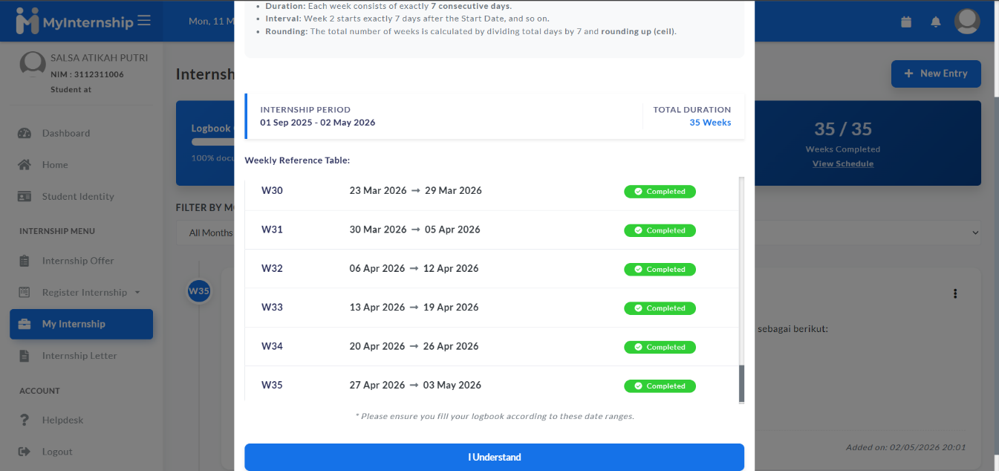 MyInternship
Mon, 11 M
SALSA ATIKAH PUTRI
NIM : 3112311006
Student at
Dashboard
Home
Student Identity
INTERNSHIP MENU
Internship Offer
Register Internship
My Internship
Internship Letter
ACCOUNT
Helpdesk
Logout
Internsh
New Entry
Logbook
100% docu
35 / 35
Weeks Completed
View Schedule
FILTER BY M
All Months
W35
sebagai berikut:
Added on: 02/05/2026 20:01
• Duration: Each week consists of exactly 7 consecutive days.
• Interval: Week 2 starts exactly 7 days after the Start Date, and so on.
• Rounding: The total number of weeks is calculated by dividing total days by 7 and rounding up (ceil).
INTERNSHIP PERIOD
01 Sep 2025 - 02 May 2026
TOTAL DURATION
35 Weeks
Weekly Reference Table:
W30 23 Mar 2026 → 29 Mar 2026 Completed
W31 30 Mar 2026 → 05 Apr 2026 Completed
W32 06 Apr 2026 → 12 Apr 2026 Completed
W33 13 Apr 2026 → 19 Apr 2026 Completed
W34 20 Apr 2026 → 26 Apr 2026 Completed
W35 27 Apr 2026 → 03 May 2026 Completed
* Please ensure you fill your logbook according to these date ranges.
I Understand